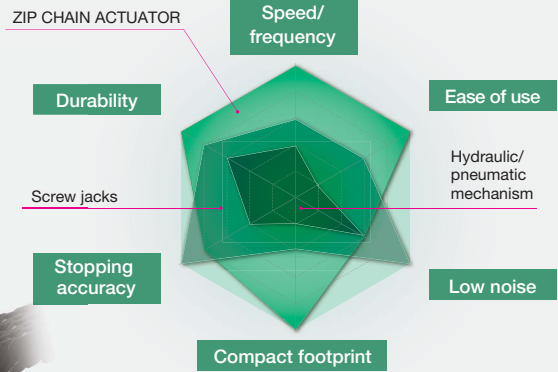 ZIP CHAIN ACTUATOR
Speed/
frequency
Durability
Ease of use
Hydraulic/
pneumatic
mechanism
Screw jacks
Stopping
accuracy
Low noise
Compact footprint